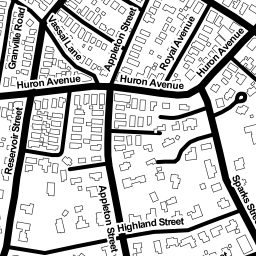 Granville Road
Vassal Lane
Appleton Street
Royal Avenue
Huron Avenue
Huron Avenue
Huron Avenue
Reservoir Street
Appleton Street
Sparks Stre
Highland Street